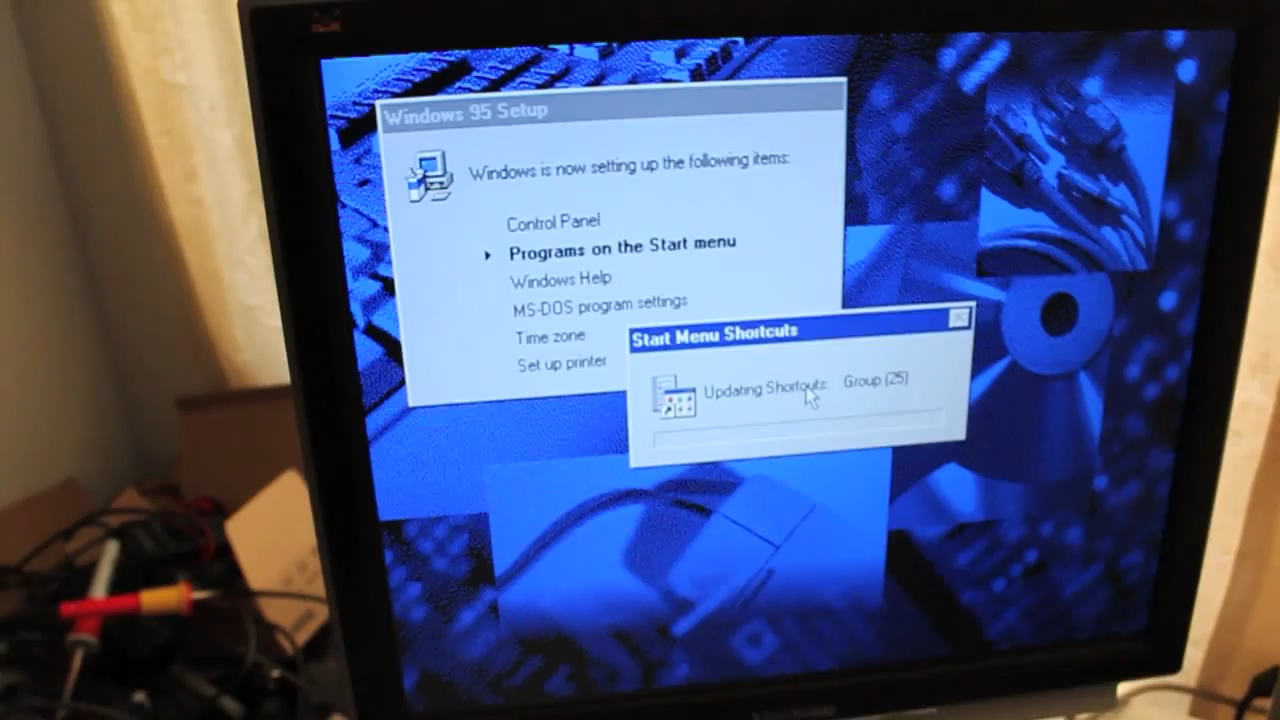 Windows 95 Setup
Windows is now setting up the following items:
Control Panel
Programs on the Start menu
Windows Help
MS-DOS program settings
Time zone
Set up printer
Start Menu Shortcuts
Updating Shortcuts: Group (25)